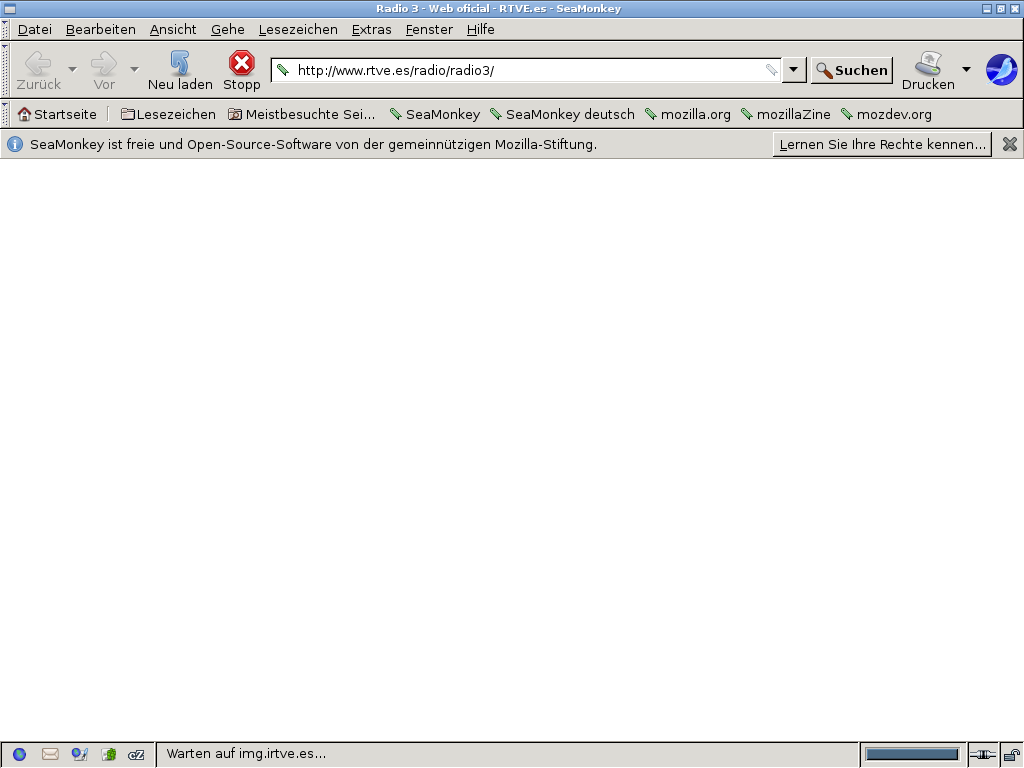 Radio 3 - Web oficial - RTVE.es - SeaMonkey
Datei Bearbeiten Ansicht Gehe Lesezeichen Extras Fenster Hilfe
Zurück Vor Neu laden Stopp http://www.rtve.es/radio/radio3/ Suchen Drucken
Startseite Lesezeichen Meistbesuchte Sei... SeaMonkey SeaMonkey deutsch mozilla.org mozillaZine mozdev.org
SeaMonkey ist freie und Open-Source-Software von der gemeinnützigen Mozilla-Stiftung. Lernen Sie Ihre Rechte kennen...
cZ Warten auf img.irtve.es...